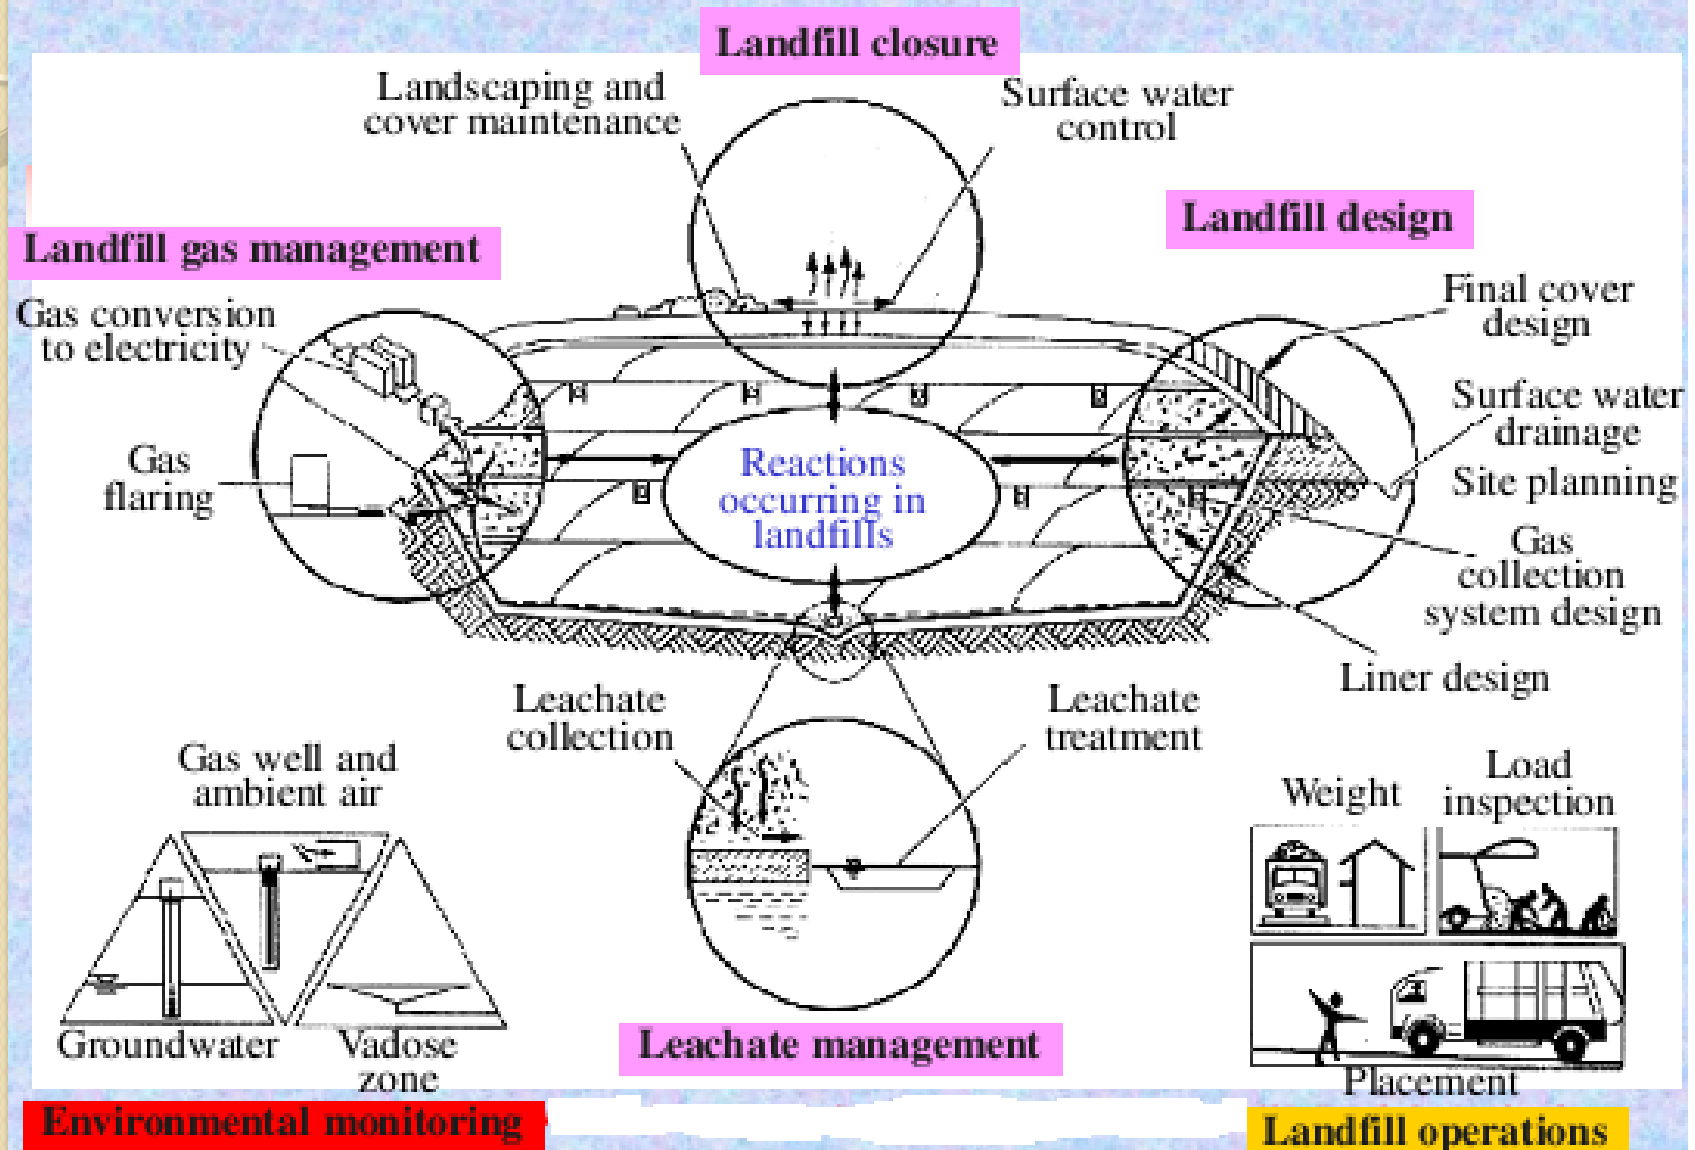 Landfill closure
Landscaping and
cover maintenance
Surface water
control
Landfill design
Landfill gas management
Gas conversion
to electricity
Final cover
design
Surface water
drainage
Gas
flaring
Reactions
occurring in
landfills
Site planning
Gas
collection
system design
Liner design
Leachate
collection
Leachate
treatment
Gas well and
ambient air
Weight
Load
inspection
Groundwater
Vadose
zone
Leachate management
Placement
Environmental monitoring
Landfill operations